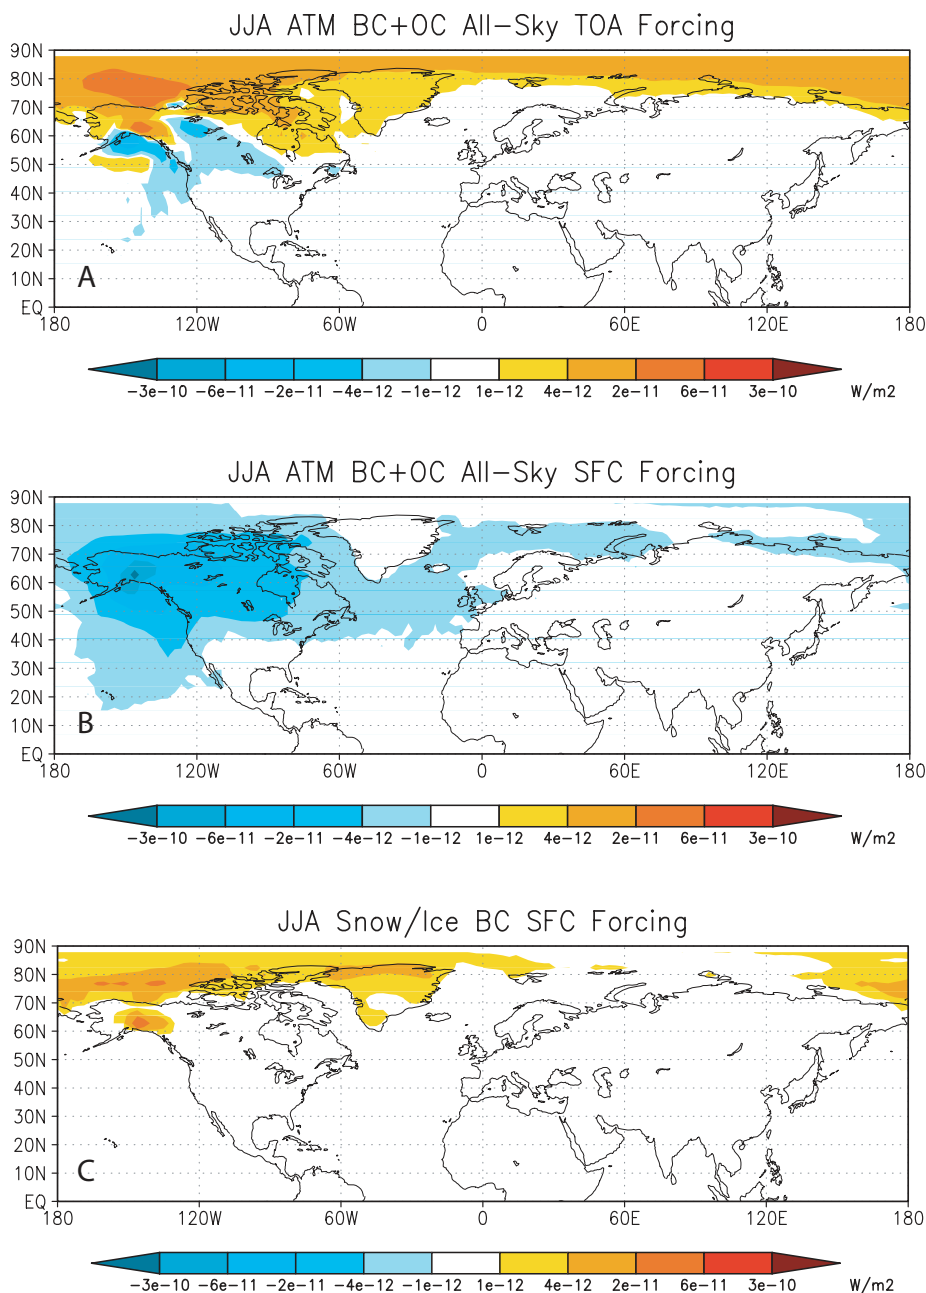 JJA ATM BC+OC All-Sky TOA Forcing
90N
80N
70N
60N
50N
40N
30N
20N
10N
EQ
A
180 120W 60W 0 60E 120E 180
-3e-10 -6e-11 -2e-11 -4e-12 -1e-12 1e-12 4e-12 2e-11 6e-11 3e-10 W/m2
JJA ATM BC+OC All-Sky SFC Forcing
90N
80N
70N
60N
50N
40N
30N
20N
10N
EQ
B
180 120W 60W 0 60E 120E 180
-3e-10 -6e-11 -2e-11 -4e-12 -1e-12 1e-12 4e-12 2e-11 6e-11 3e-10 W/m2
JJA Snow/Ice BC SFC Forcing
90N
80N
70N
60N
50N
40N
30N
20N
10N
EQ
C
180 120W 60W 0 60E 120E 180
-3e-10 -6e-11 -2e-11 -4e-12 -1e-12 1e-12 4e-12 2e-11 6e-11 3e-10 W/m2